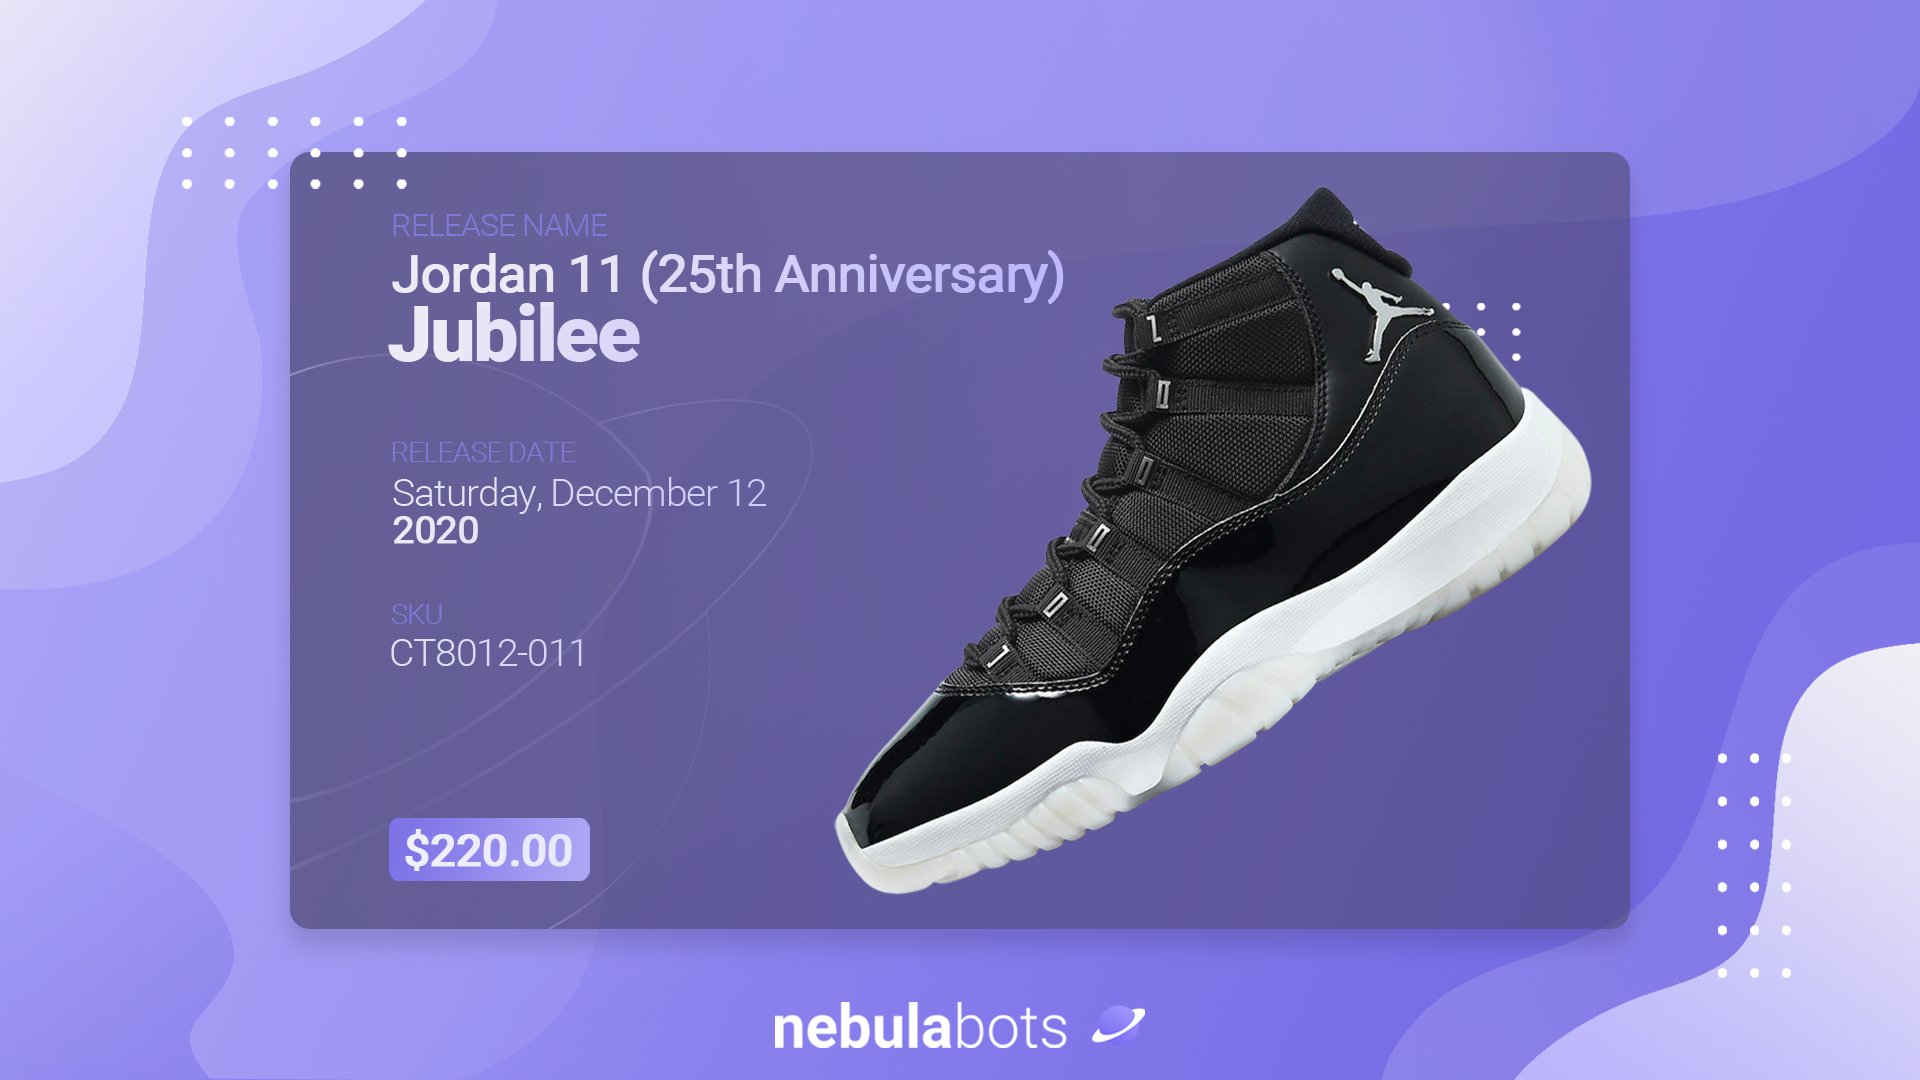 RELEASE NAME
Jordan 11 (25th Anniversary)
Jubilee
RELEASE DATE
Saturday, December 12
2020
SKU
CT8012-011
$220.00
nebulabots